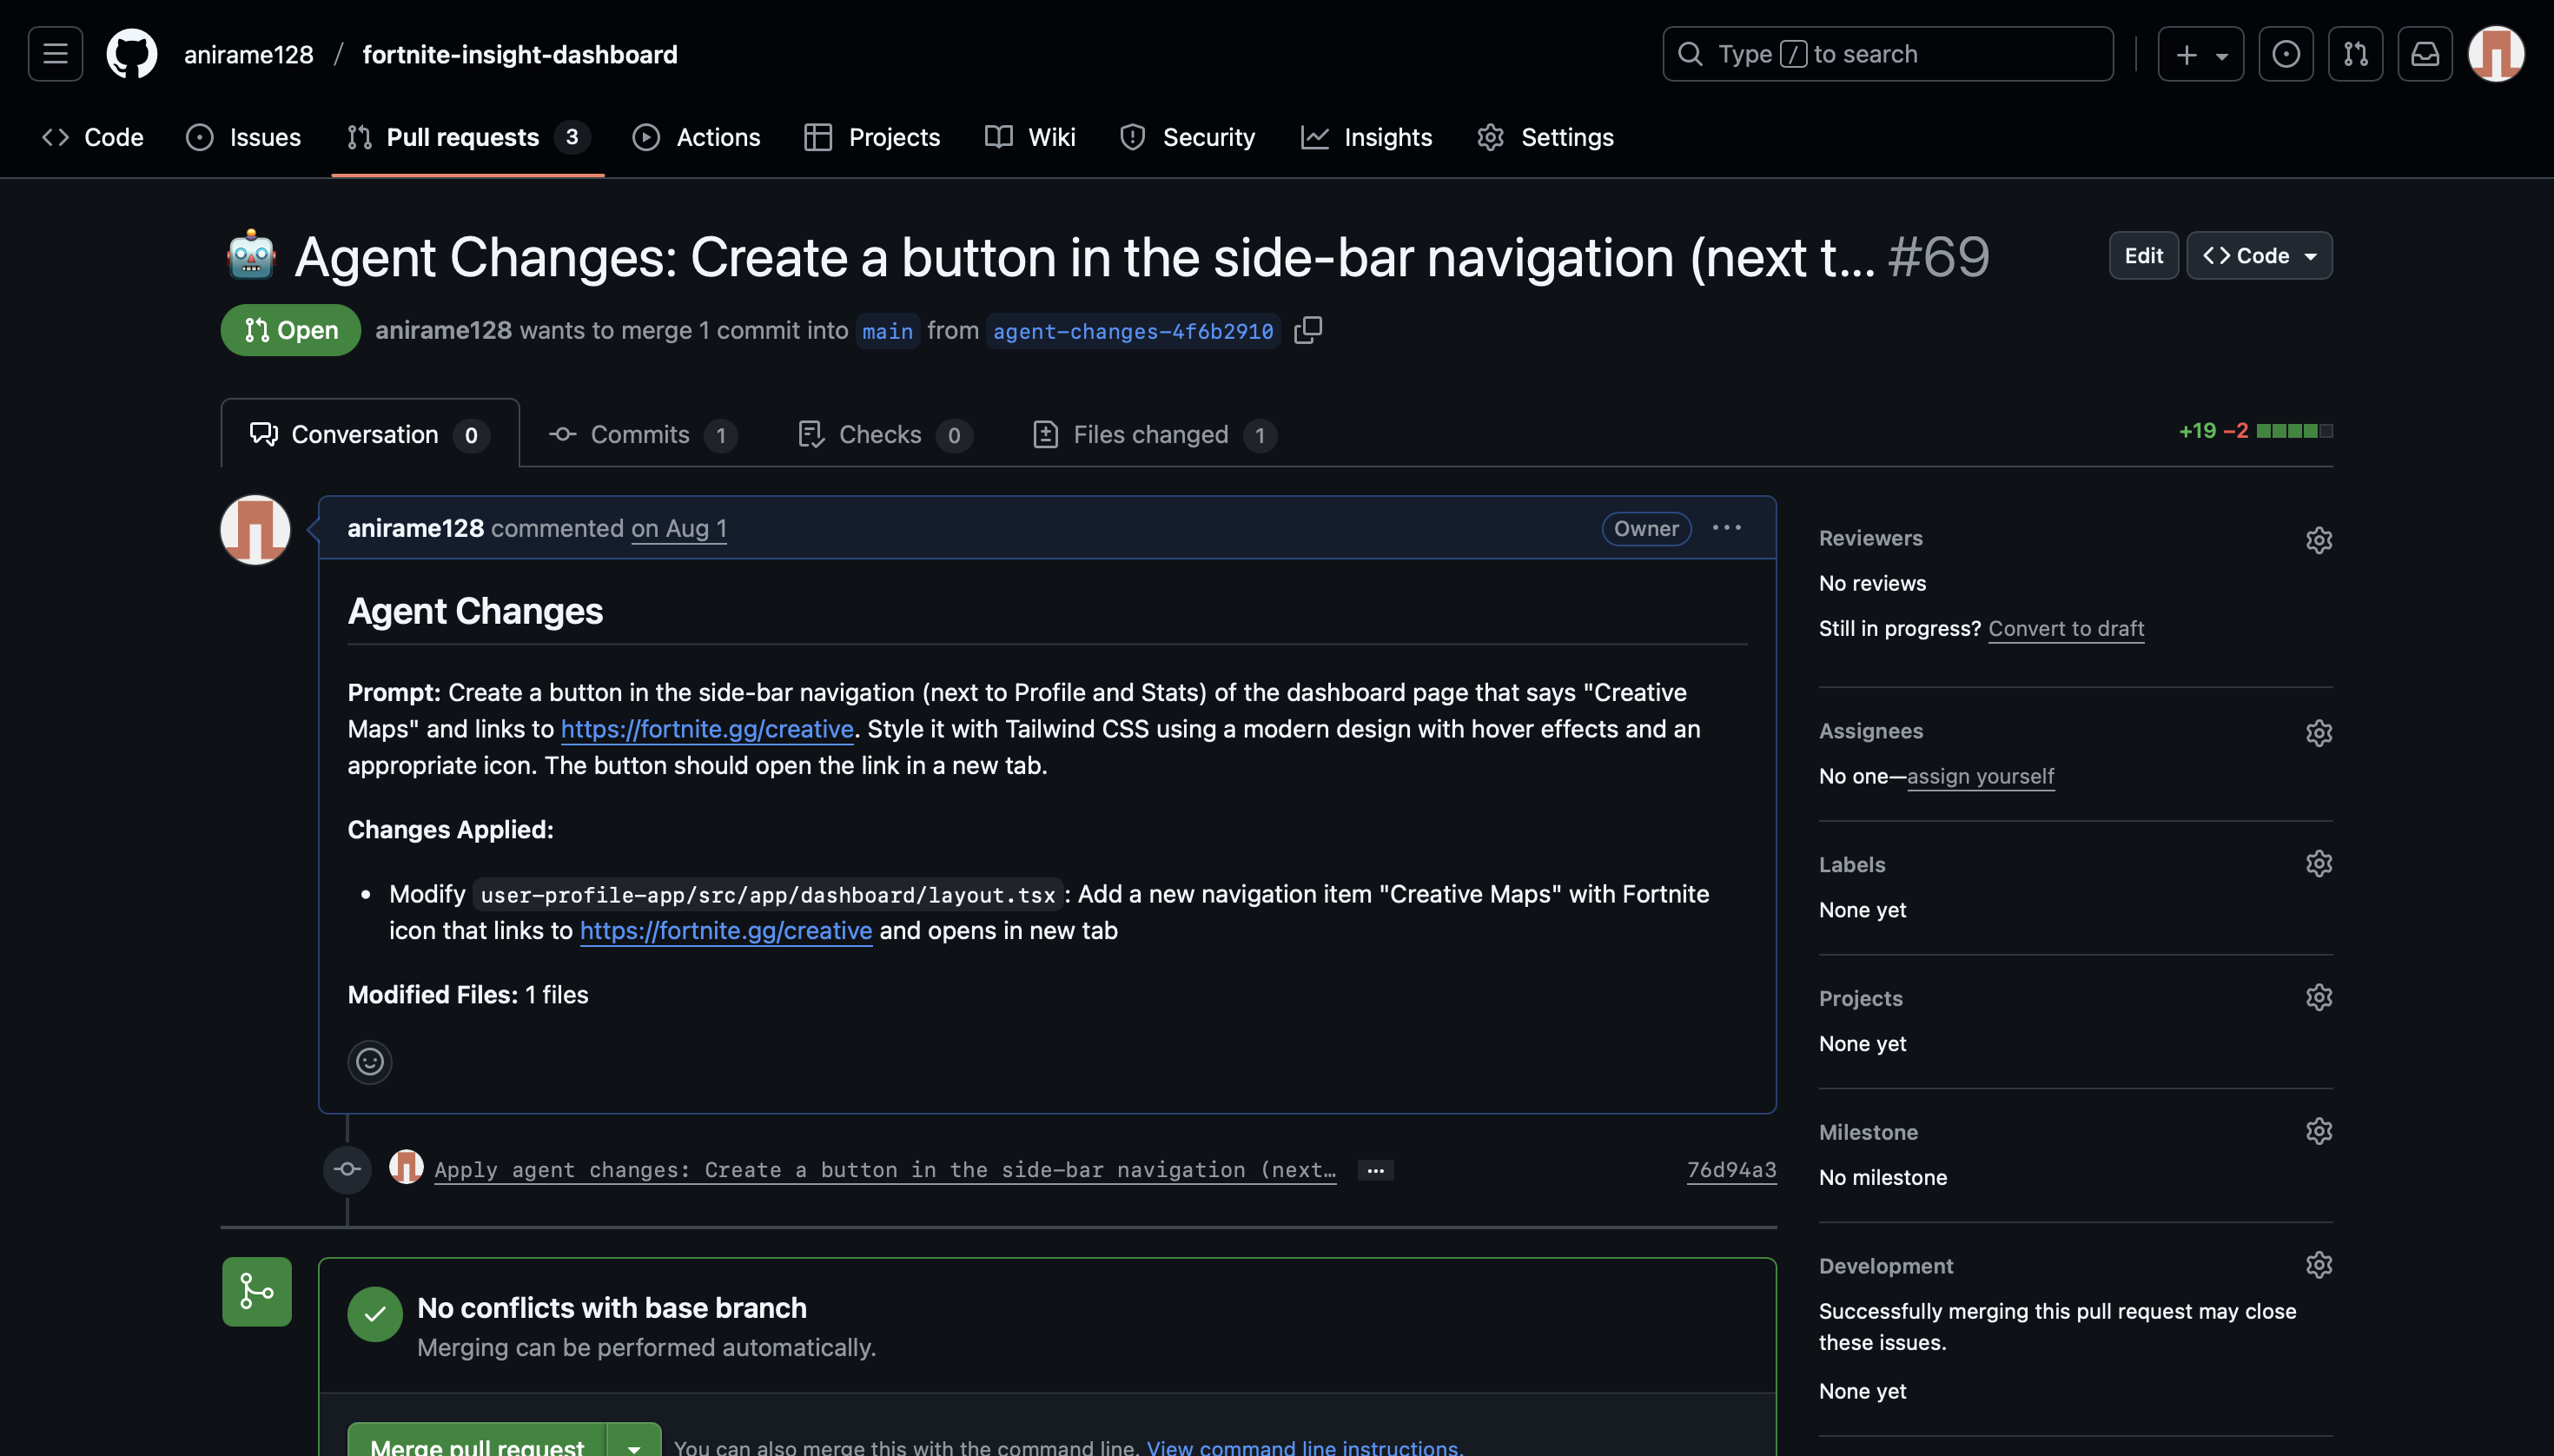 anirame128 / fortnite-insight-dashboard
Type / to search
Code
Issues
Pull requests 3
Actions
Projects
Wiki
Security
Insights
Settings
Agent Changes: Create a button in the side-bar navigation (next t... #69
Edit
Code
Open
anirame128 wants to merge 1 commit into main from agent-changes-4f6b2910
Conversation 0
Commits 1
Checks 0
Files changed 1
+19 −2
anirame128 commented on Aug 1
Owner
Agent Changes
Prompt: Create a button in the side-bar navigation (next to Profile and Stats) of the dashboard page that says "Creative
Maps" and links to https://fortnite.gg/creative. Style it with Tailwind CSS using a modern design with hover effects and an
appropriate icon. The button should open the link in a new tab.
Changes Applied:
• Modify user-profile-app/src/app/dashboard/layout.tsx: Add a new navigation item "Creative Maps" with Fortnite
icon that links to https://fortnite.gg/creative and opens in new tab
Modified Files: 1 files
Apply agent changes: Create a button in the side-bar navigation (next…
76d94a3
No conflicts with base branch
Merging can be performed automatically.
Merge pull request
You can also merge this with the command line. View command line instructions.
Reviewers
No reviews
Still in progress? Convert to draft
Assignees
No one—assign yourself
Labels
None yet
Projects
None yet
Milestone
No milestone
Development
Successfully merging this pull request may close
these issues.
None yet